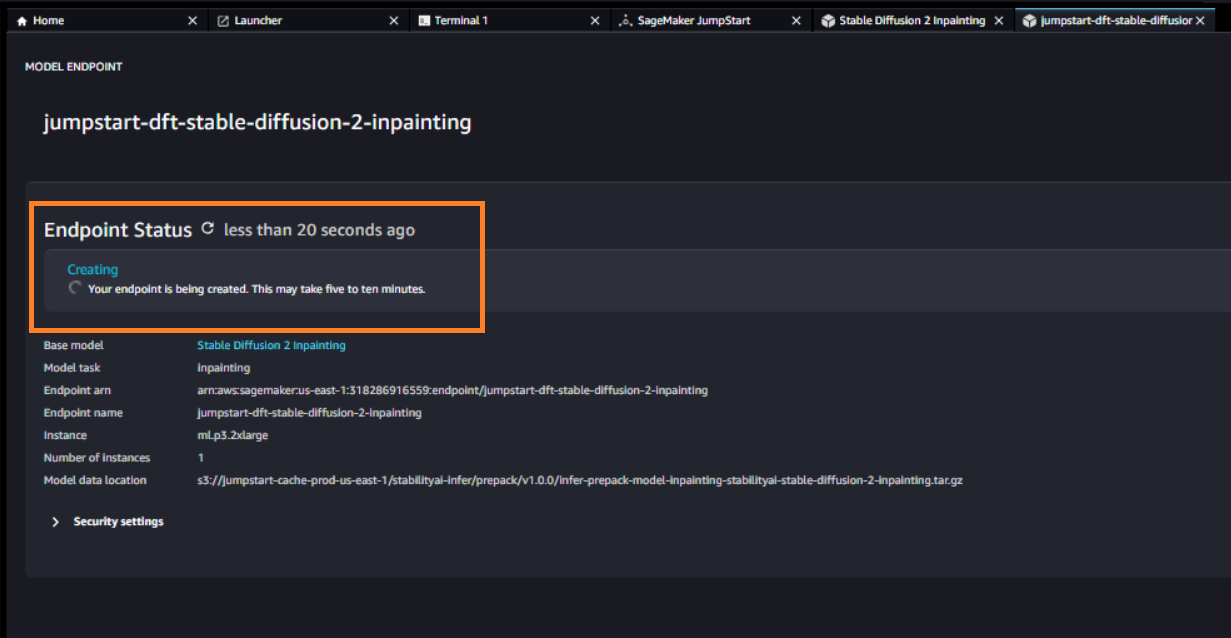 Home
Launcher
Terminal 1
SageMaker JumpStart
Stable Diffusion 2 Inpainting
jumpstart-dft-stable-diffusior
MODEL ENDPOINT
jumpstart-dft-stable-diffusion-2-inpainting
Endpoint Status less than 20 seconds ago
Creating
Your endpoint is being created. This may take five to ten minutes.
Base model Stable Diffusion 2 Inpainting
Model task inpainting
Endpoint arn arn:aws:sagemaker:us-east-1:318286916559:endpoint/jumpstart-dft-stable-diffusion-2-inpainting
Endpoint name jumpstart-dft-stable-diffusion-2-inpainting
Instance ml.p3.2xlarge
Number of instances 1
Model data location s3://jumpstart-cache-prod-us-east-1/stabilityai-infer/prepack/v1.0.0/infer-prepack-model-inpainting-stabilityai-stable-diffusion-2-inpainting.tar.gz
Security settings